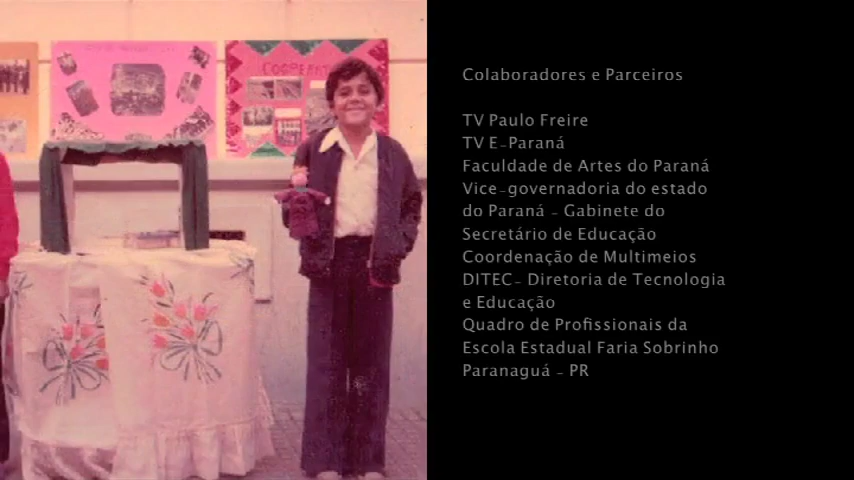 COOPERAT
Colaboradores e Parceiros
TV Paulo Freire
TV E-Paraná
Faculdade de Artes do Paraná
Vice-governadoria do estado
do Paraná - Gabinete do
Secretário de Educação
Coordenação de Multimeios
DITEC- Diretoria de Tecnologia
e Educação
Quadro de Profissionais da
Escola Estadual Faria Sobrinho
Paranaguá - PR